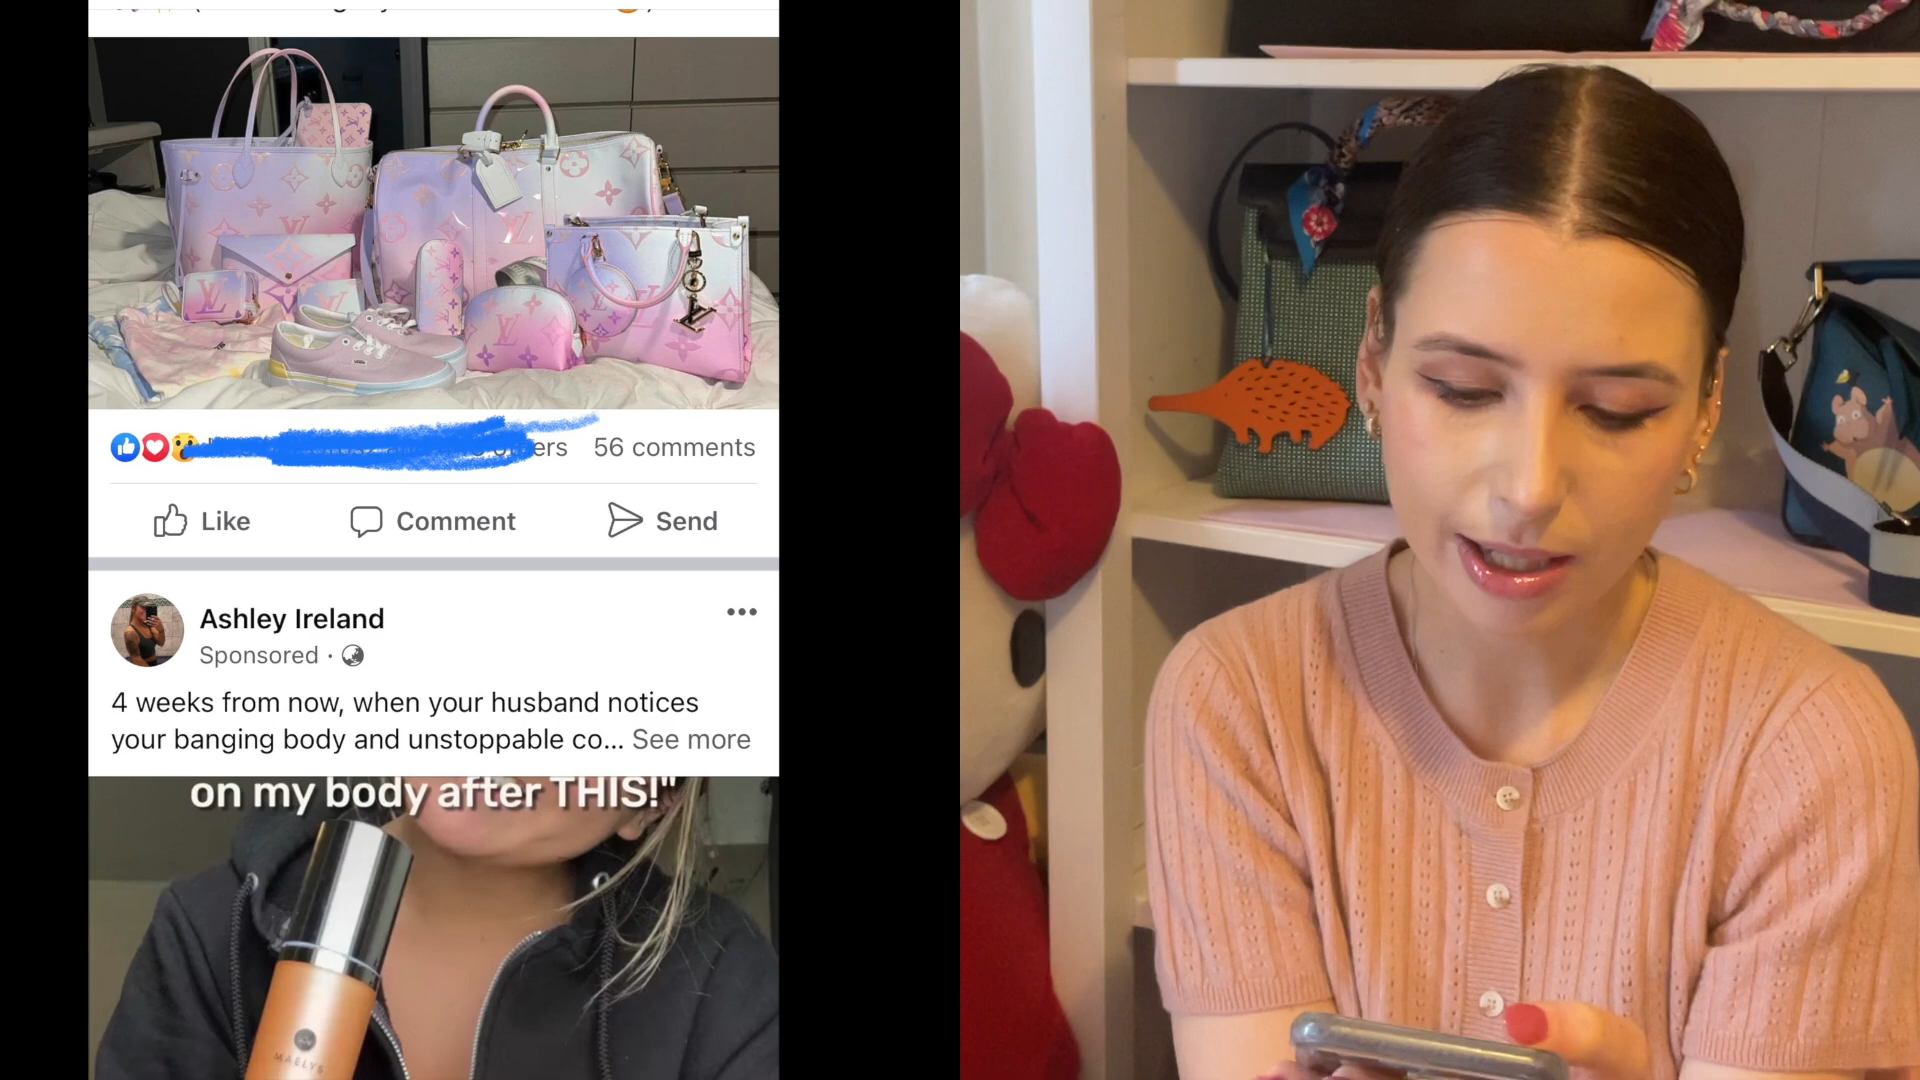 56 comments
Like
Comment
Send
Ashley Ireland
Sponsored ·
4 weeks from now, when your husband notices
your banging body and unstoppable co... See more
on my body after THIS!"
MAËLYS